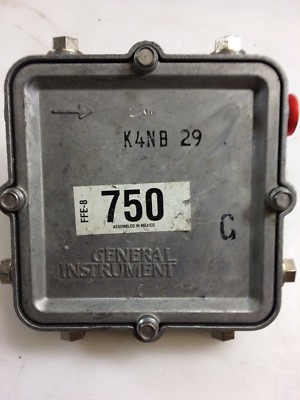 K4NB 29
FFE-8
750
ASSEMBLED IN MEXICO
C
GENERAL
INSTRUMENT